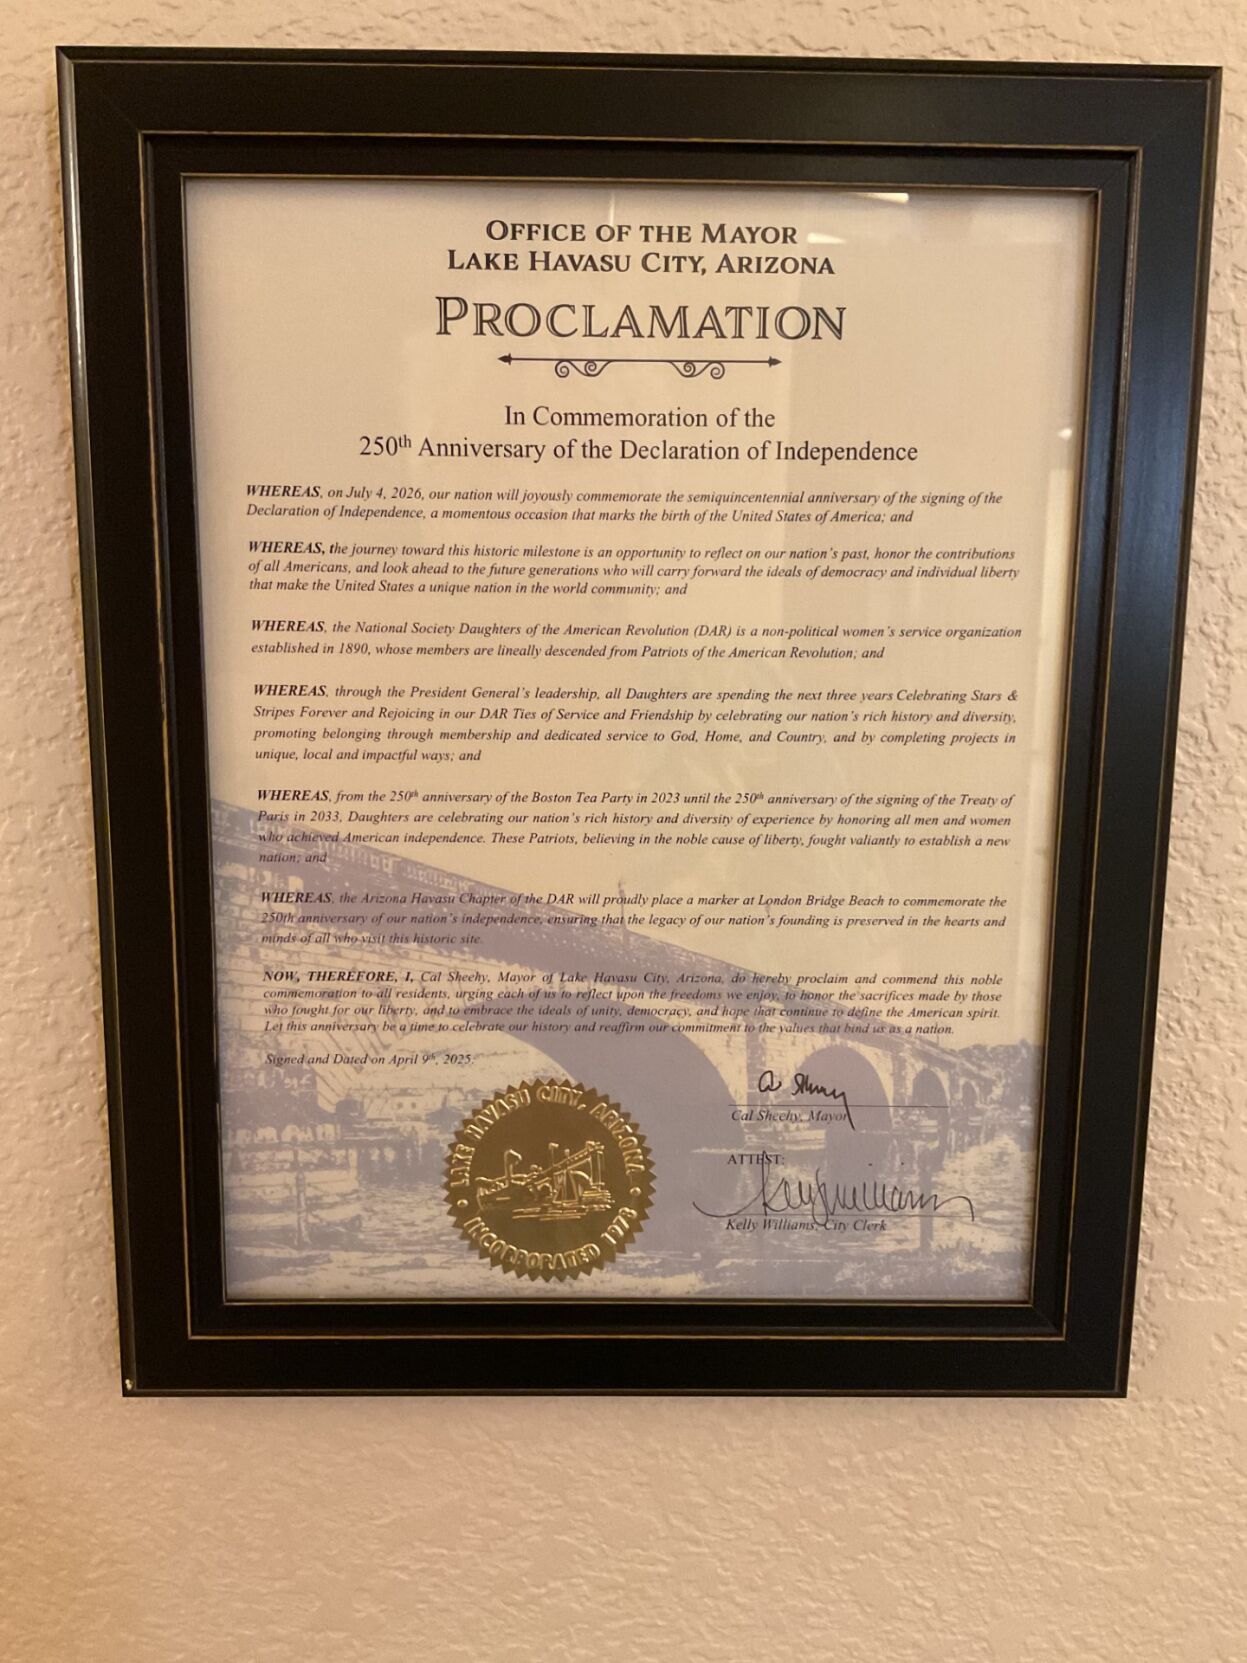 OFFICE OF THE MAYOR
LAKE HAVASU CITY, ARIZONA
PROCLAMATION
In Commemoration of the
250th Anniversary of the Declaration of Independence
WHEREAS, on July 4, 2026, our nation will joyously commemorate the semiquincentennial anniversary of the signing of the
Declaration of Independence, a momentous occasion that marks the birth of the United States of America; and
WHEREAS, the journey toward this historic milestone is an opportunity to reflect on our nation's past, honor the contributions
of all Americans, and look ahead to the future generations who will carry forward the ideals of democracy and individual liberty
that make the United States a unique nation in the world community; and
WHEREAS, the National Society Daughters of the American Revolution (DAR) is a non-political women's service organization
established in 1890, whose members are lineally descended from Patriots of the American Revolution; and
WHEREAS, through the President General's leadership, all Daughters are spending the next three years Celebrating Stars &
Stripes Forever and Rejoicing in our DAR Ties of Service and Friendship by celebrating our nation's rich history and diversity,
promoting belonging through membership and dedicated service to God, Home, and Country, and by completing projects in
unique, local and impactful ways; and
WHEREAS, from the 250th anniversary of the Boston Tea Party in 2023 until the 250th anniversary of the signing of the Treaty of
Paris in 2033, Daughters are celebrating our nation's rich history and diversity of experience by honoring all men and women
who achieved American independence. These Patriots, believing in the noble cause of liberty, fought valiantly to establish a new
nation; and
WHEREAS, the Arizona Havasu Chapter of the DAR will proudly place a marker at London Bridge Beach to commemorate the
250th anniversary of our nation's independence, ensuring that the legacy of our nation's founding is preserved in the hearts and
minds of all who visit this historic site.
NOW, THEREFORE, I, Cal Sheehy, Mayor of Lake Havasu City, Arizona, do hereby proclaim and commend this noble
commemoration to all residents, urging each of us to reflect upon the freedoms we enjoy, to honor the sacrifices made by those
who fought for our liberty, and to embrace the ideals of unity, democracy, and hope that continue to define the American spirit.
Let this anniversary be a time to celebrate our history and reaffirm our commitment to the values that bind us as a nation.
Signed and Dated on April 9th, 2025.
Cal Sheehy, Mayor
ATTEST:
Kelly Williams
Kelly Williams, City Clerk
LAKE HAVASU CITY, ARIZONA
INCORPORATED 1978